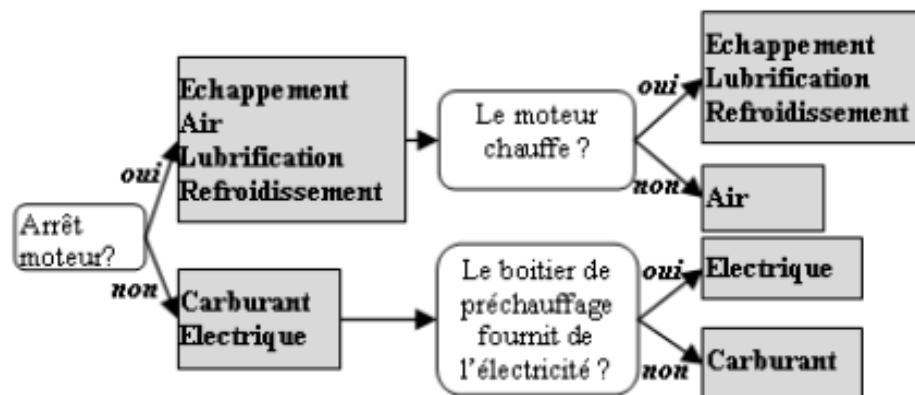 Arrêt
moteur?
oui
non
Echappement
Air
Lubrification
Refroidissement
Carburant
Electrique
Le moteur
chauffe ?
oui
non
Echappement
Lubrification
Refroidissement
Air
Le boitier de
préchauffage
fournit de
l'électricité ?
oui
non
Electrique
Carburant